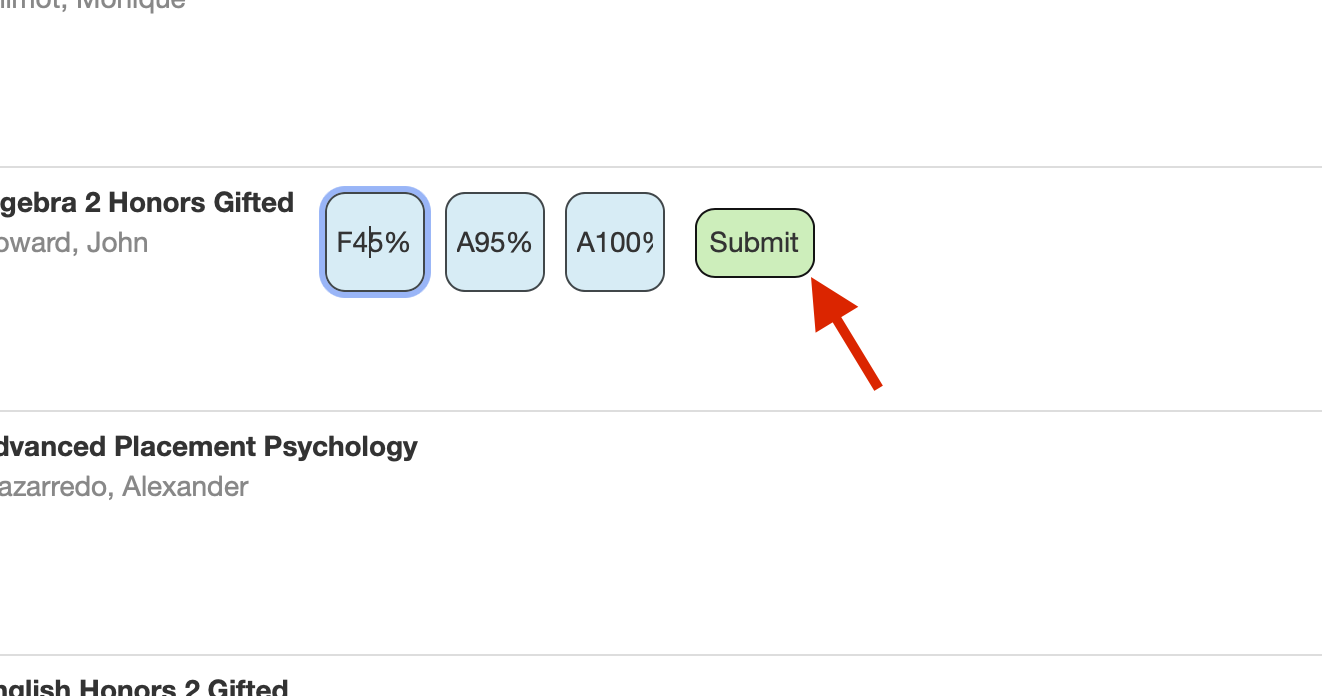 Monique
gebra 2 Honors Gifted
oward, John
F45%
A95%
A100%
Submit
dvanced Placement Psychology
azarredo, Alexander
nglish Honors 2 Gifted